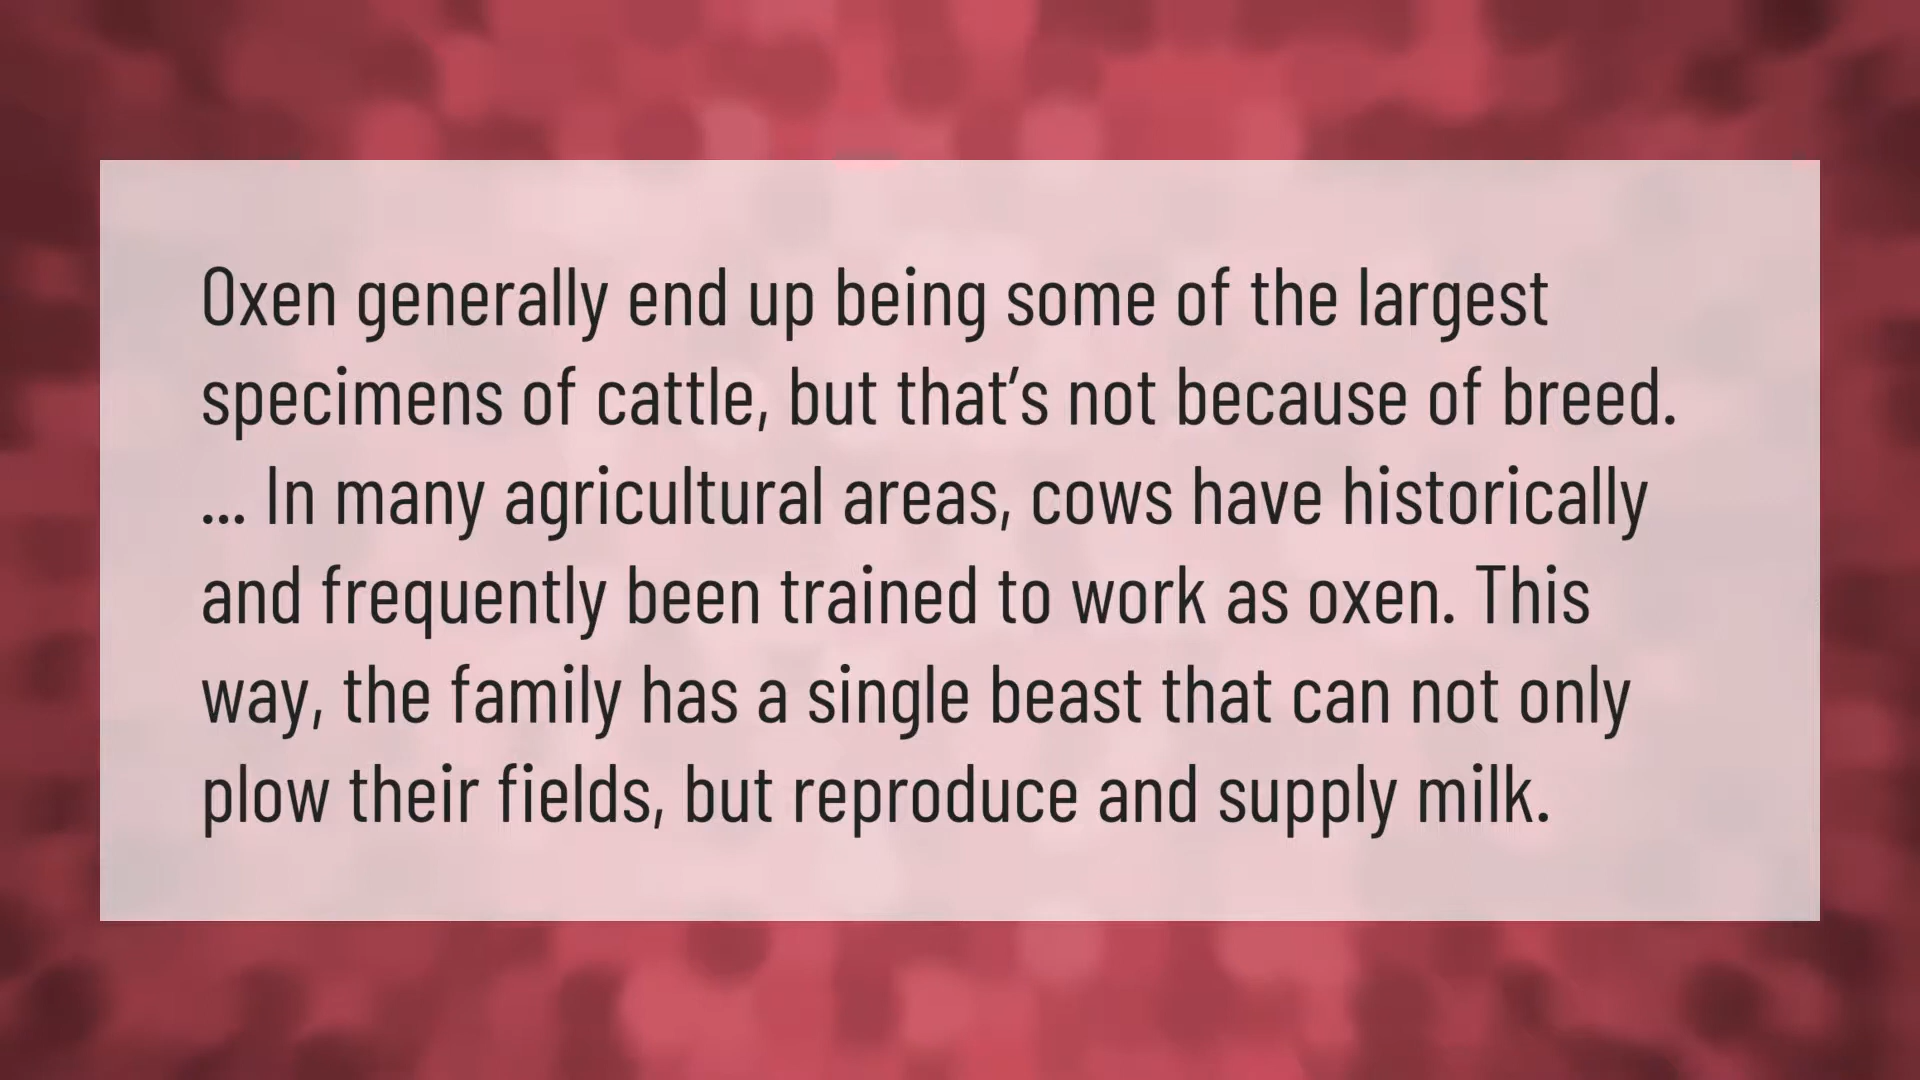 Oxen generally end up being some of the largest
specimens of cattle, but that’s not because of breed.
... In many agricultural areas, cows have historically
and frequently been trained to work as oxen. This
way, the family has a single beast that can not only
plow their fields, but reproduce and supply milk.